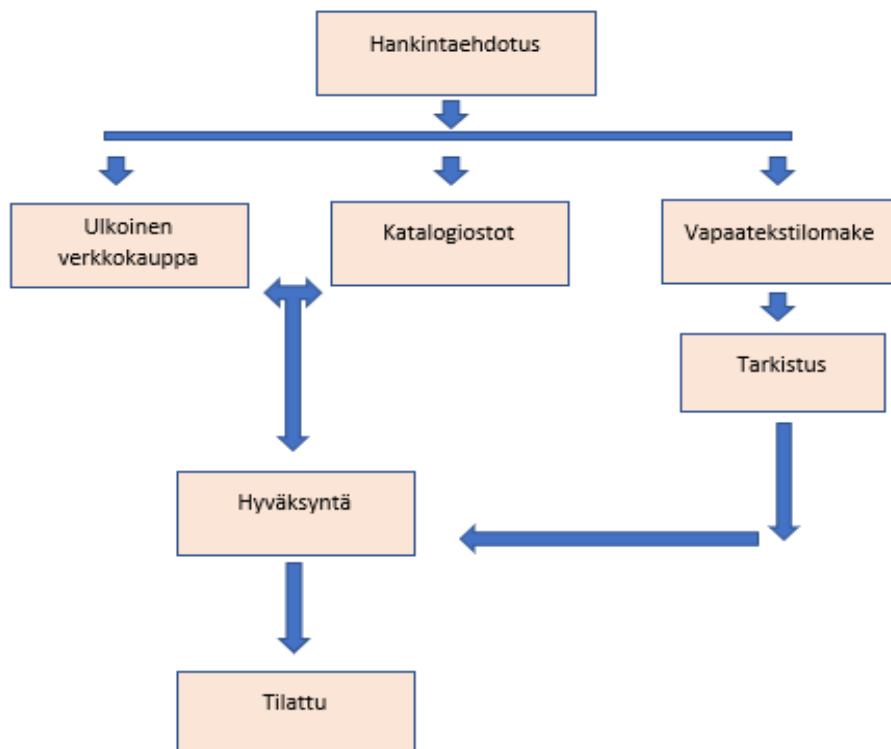 Hankintaehdotus
Ulkoinen
verkkokauppa
Katalogiostot
Vapaatekstilomake
Tarkistus
Hyväksyntä
Tilattu